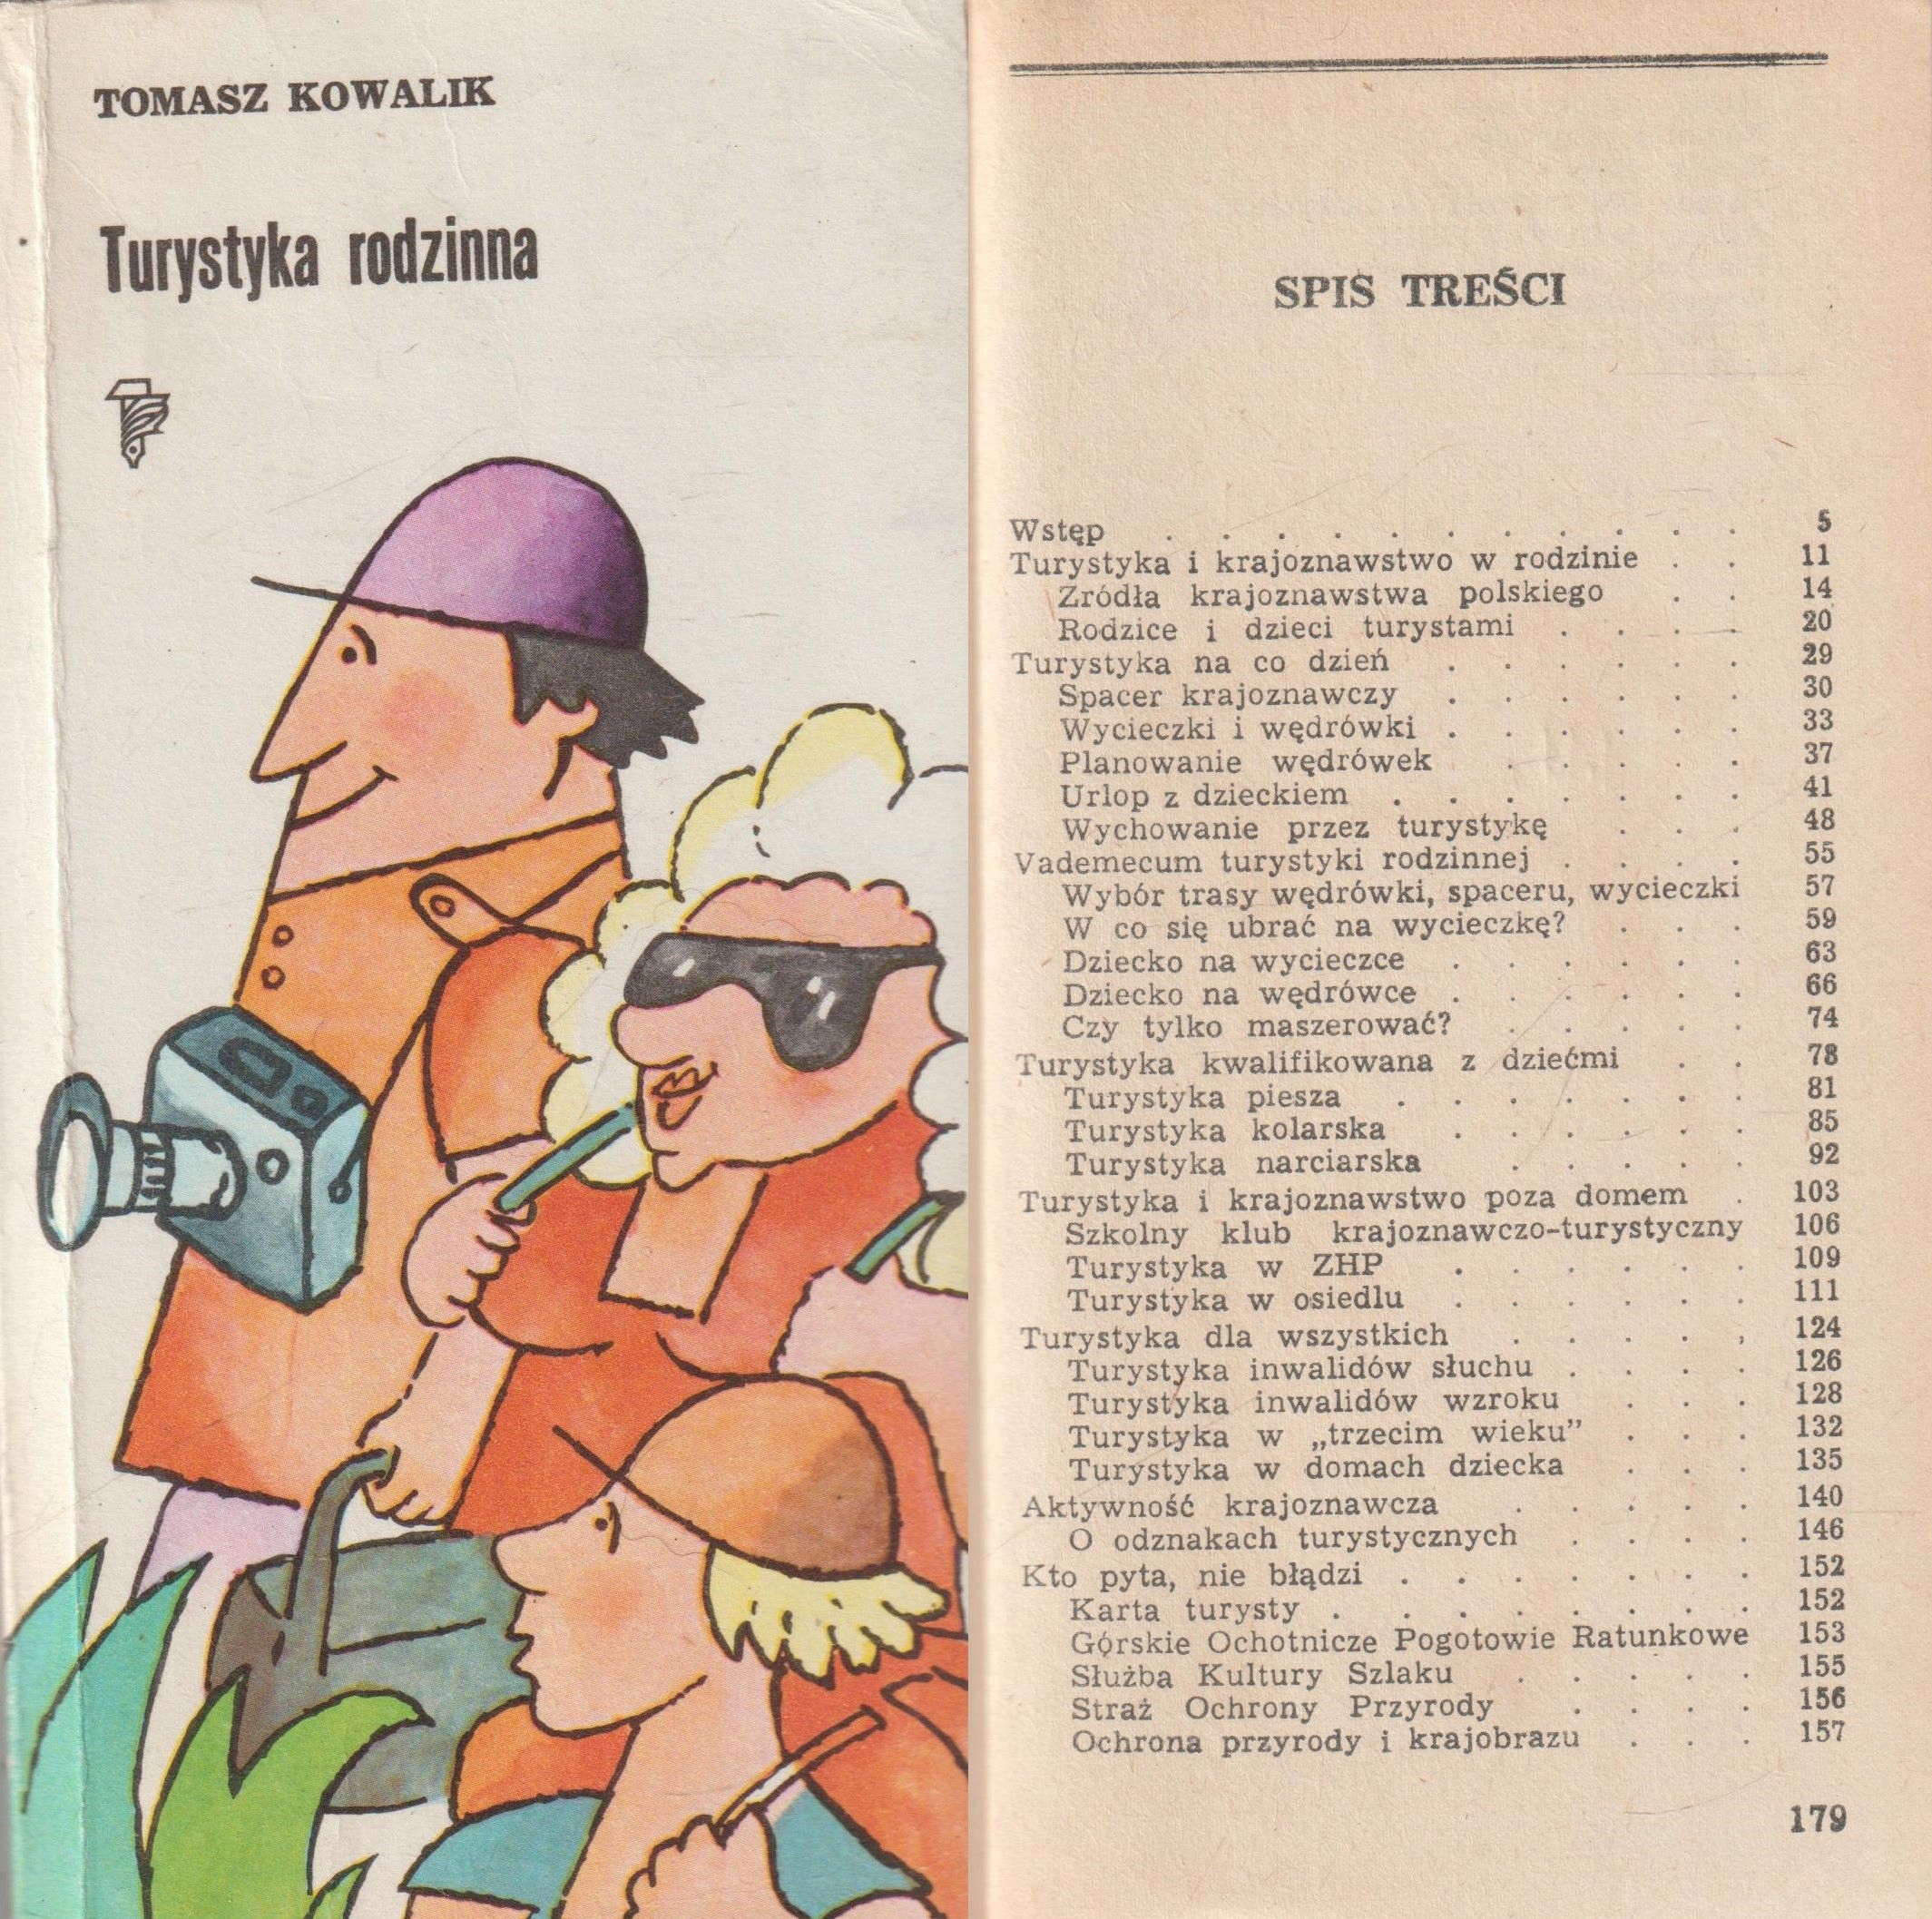 TOMASZ KOWALIK
Turystyka rodzinna
SPIS TREŚCI
Wstęp . . . . . . . . . . . 5
Turystyka i krajoznawstwo w rodzinie . . 11
Źródła krajoznawstwa polskiego . . 14
Rodzice i dzieci turystami . . . . 20
Turystyka na co dzień . . . . . . 29
Spacer krajoznawczy . . . . . . 30
Wycieczki i wędrówki . . . . . . 33
Planowanie wędrówek . . . . . 37
Urlop z dzieckiem . . . . . . . 41
Wychowanie przez turystykę . . . 48
Vademecum turystyki rodzinnej . . . . 55
Wybór trasy wędrówki, spaceru, wycieczki 57
W co się ubrać na wycieczkę? . . . 59
Dziecko na wycieczce . . . . . . 63
Dziecko na wędrówce . . . . . . 66
Czy tylko maszerować? . . . . . 74
Turystyka kwalifikowana z dziećmi . . 78
Turystyka piesza . . . . . . . 81
Turystyka kolarska . . . . . . 85
Turystyka narciarska . . . . . 92
Turystyka i krajoznawstwo poza domem . 103
Szkolny klub krajoznawczo-turystyczny 106
Turystyka w ZHP . . . . . . 109
Turystyka w osiedlu . . . . . . 111
Turystyka dla wszystkich . . . . , 124
Turystyka inwalidów słuchu . . . . 126
Turystyka inwalidów wzroku . . . 128
Turystyka w „trzecim wieku” . . . 132
Turystyka w domach dziecka . . . 135
Aktywność krajoznawcza . . . . . 140
O odznakach turystycznych . . . . 146
Kto pyta, nie błądzi . . . . . . . 152
Karta turysty . . . . . . . . 152
Górskie Ochotnicze Pogotowie Ratunkowe 153
Służba Kultury Szlaku . . . . . 155
Straż Ochrony Przyrody . . . . 156
Ochrona przyrody i krajobrazu . . . 157
179